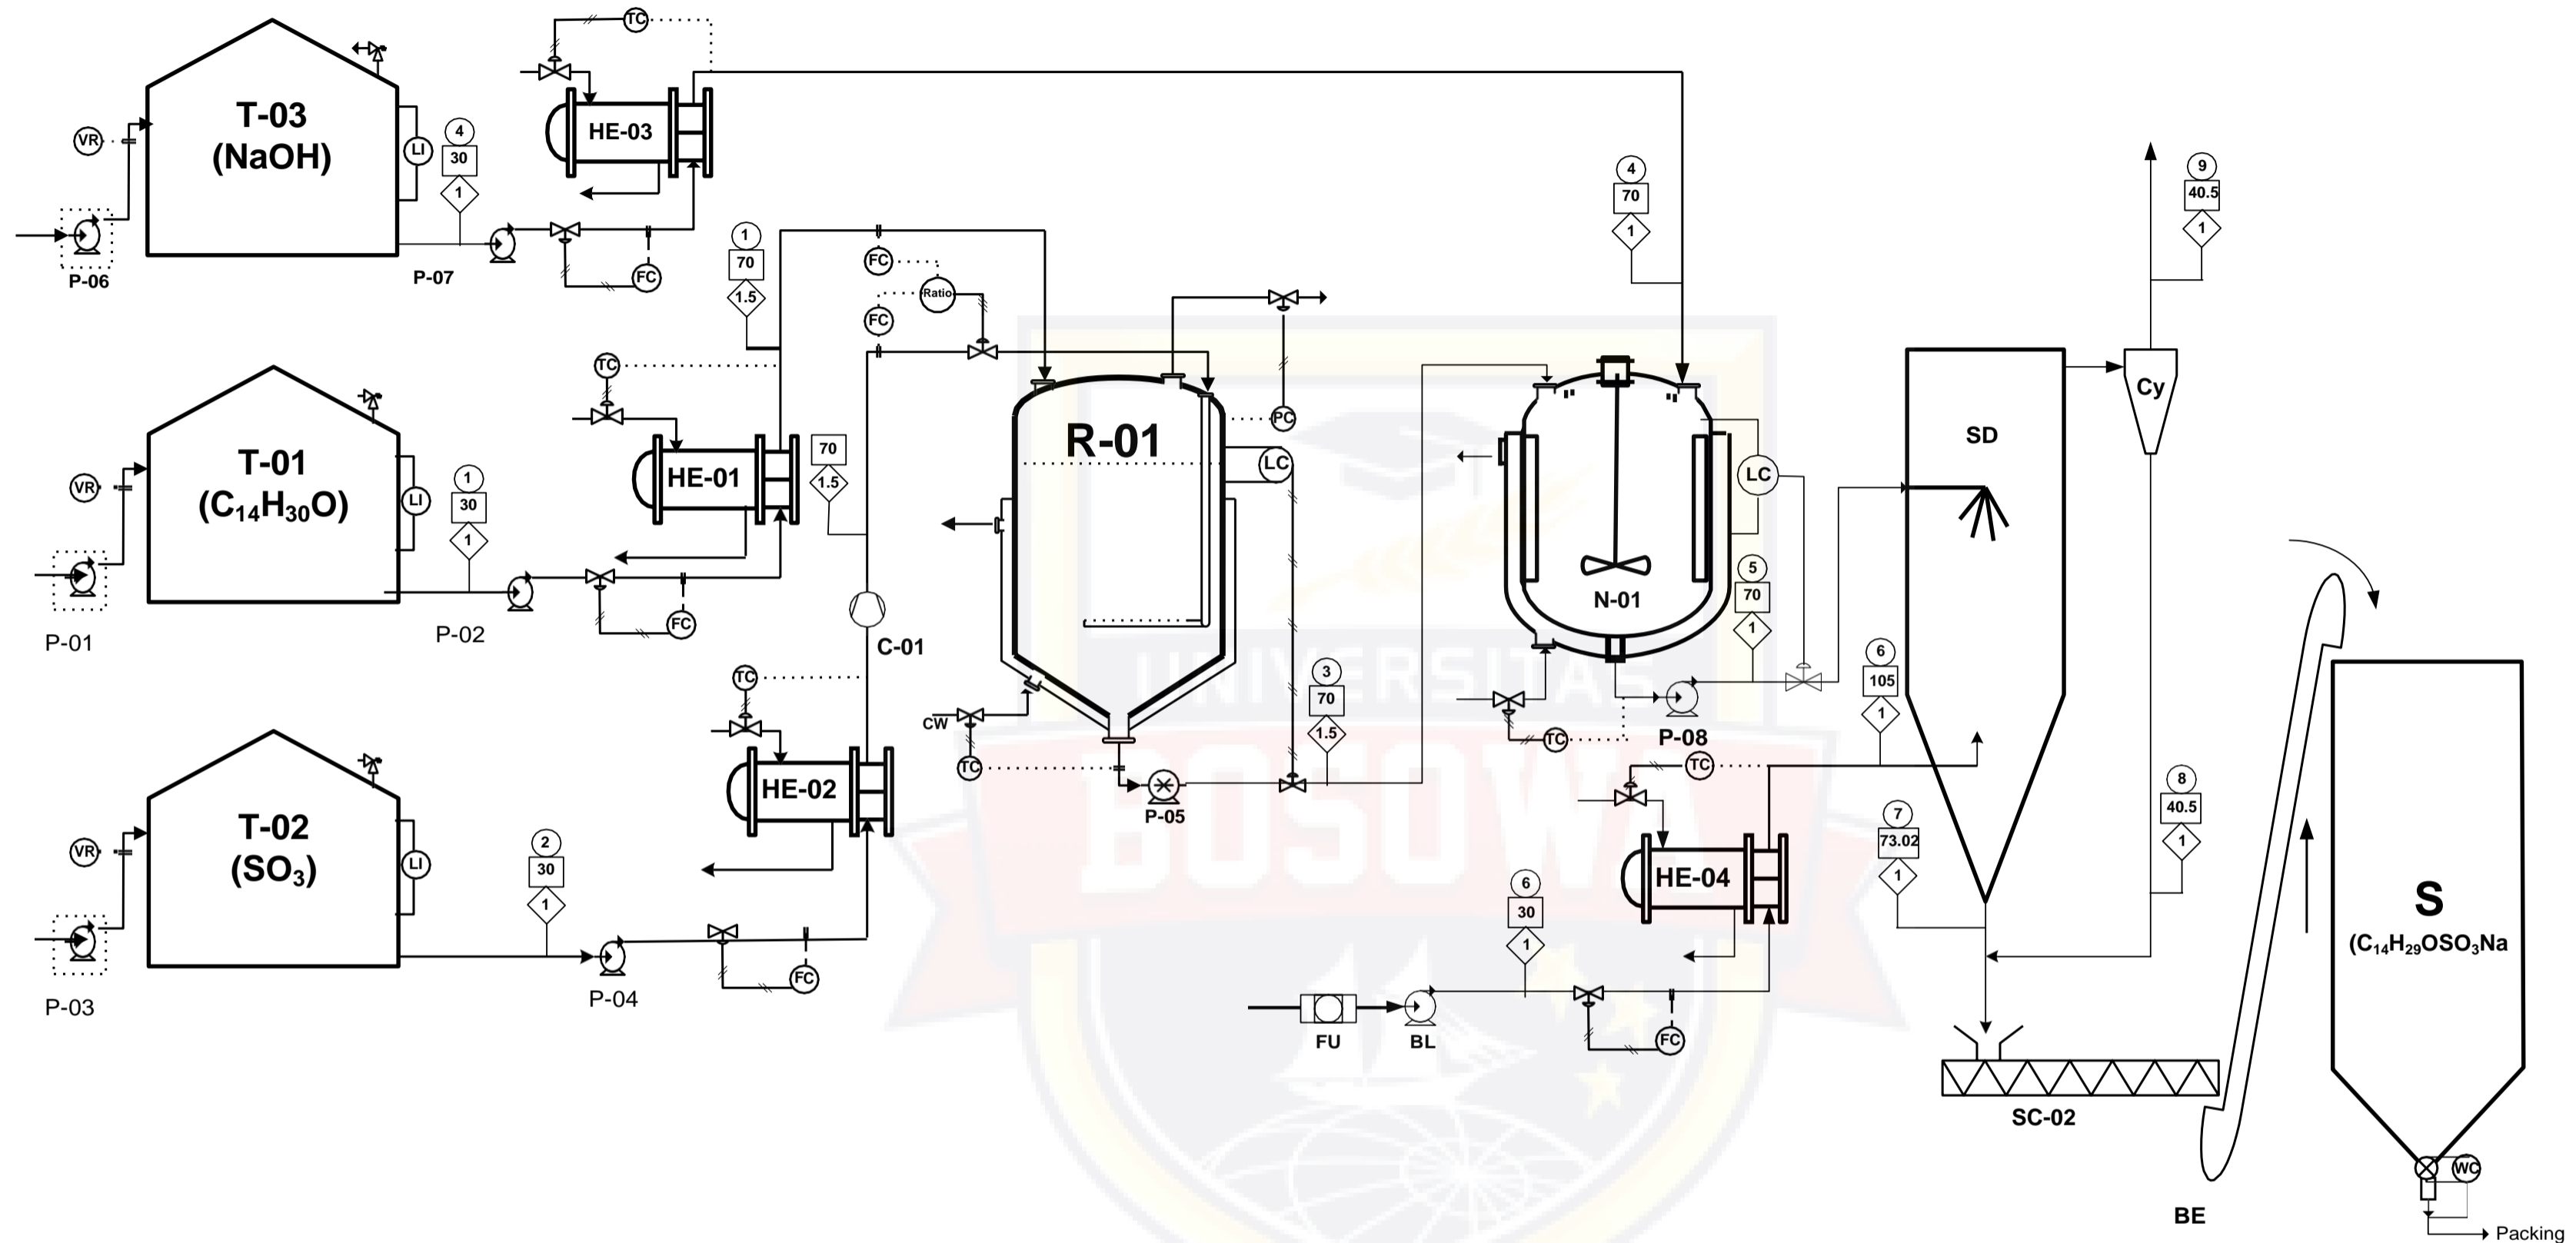 TC
T-03
(NaOH)
HE-03
VR
LI
4
30
1
P-06
P-07
FC
1
70
1.5
FC
Ratio
FC
4
70
1
9
40.5
1
TC
T-01
(C₁₄H₃₀O)
HE-01
VR
LI
1
30
1
70
1.5
P-01
P-02
FC
C-01
R-01
PC
LC
CW
TC
P-05
3
70
1.5
N-01
LC
5
70
1
TC
P-08
SD
Cy
6
105
1
TC
T-02
(SO₃)
HE-02
VR
LI
2
30
1
P-03
P-04
FC
TC
HE-04
7
73.02
1
8
40.5
1
6
30
1
FU
BL
FC
SC-02
BE
S
(C₁₄H₂₉OSO₃Na
WC
Packing
UNIVERSITAS
BOSOWA